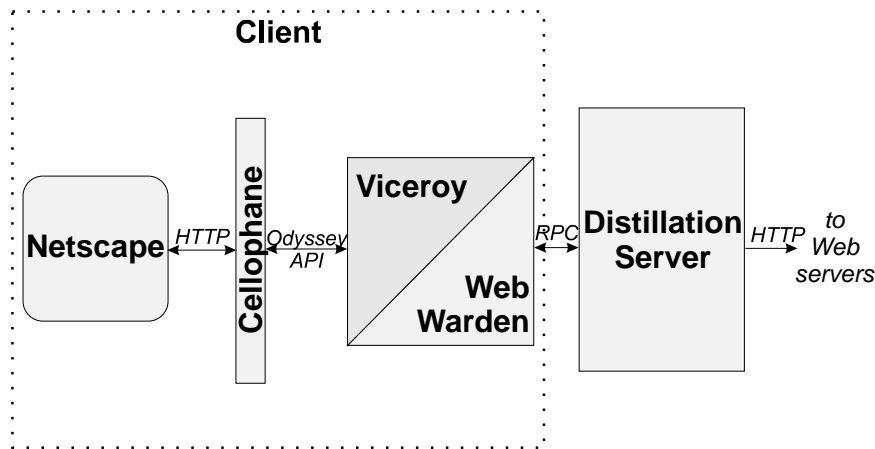 Client
Netscape
HTTP
Cellophane
Odyssey
API
Viceroy
Web
Warden
RPC
Distillation
Server
HTTP
to
Web
servers